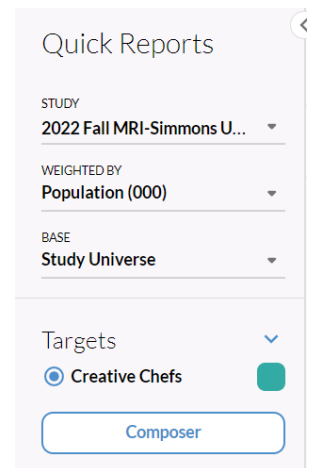 Quick Reports
STUDY
2022 Fall MRI-Simmons U...
WEIGHTED BY
Population (000)
BASE
Study Universe
Targets
Creative Chefs
Composer